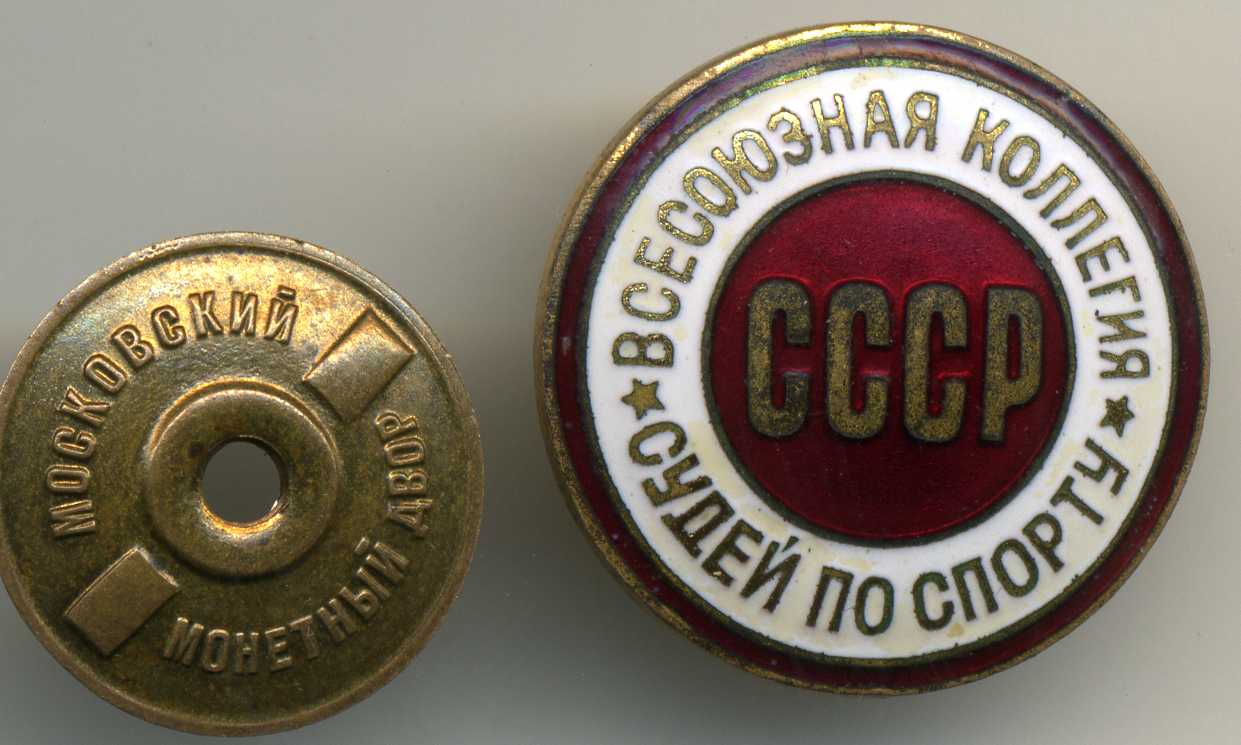 МОСКОВСКИЙ
МОНЕТНЫЙ ДВОР
ВСЕСОЮЗНАЯ КОЛЛЕГИЯ
СУДЕЙ ПО СПОРТУ
СССР